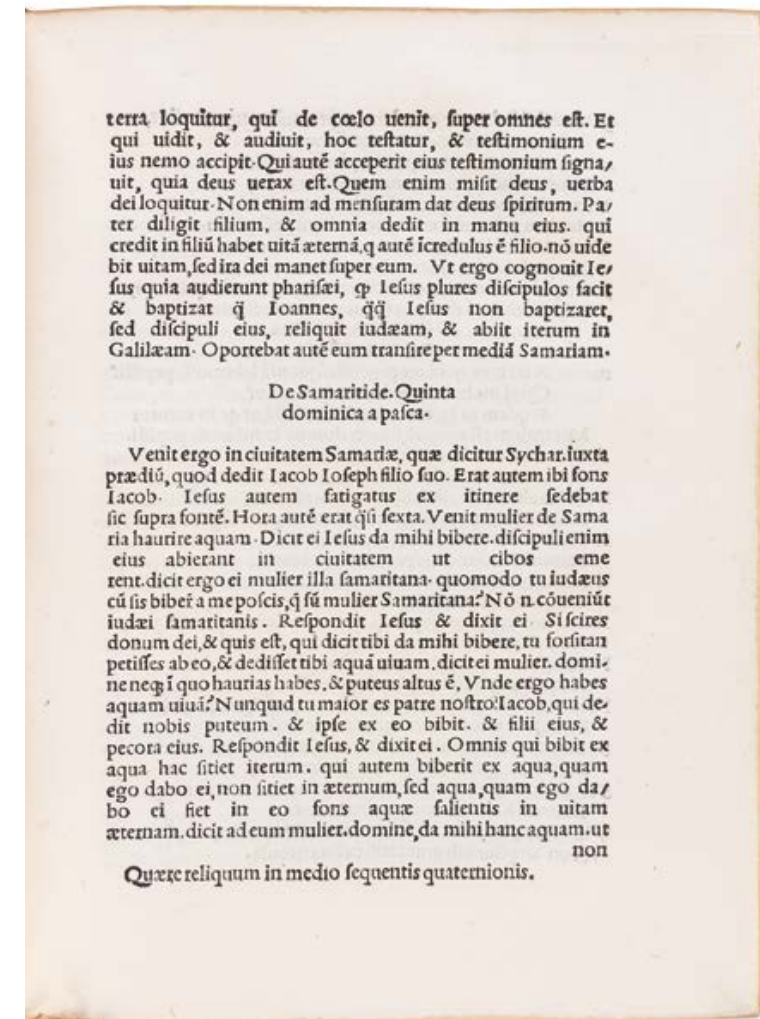 terra loquitur, qui de cœlo uenit, ſuper omnes eſt. Et
qui uidit, & audiuit, hoc teſtatur, & teſtimonium e-
ius nemo accipit. Qui autē acceperit eius teſtimonium ſigna/
uit, quia deus uerax eſt. Quem enim miſit deus, uerba
dei loquitur. Non enim ad menſuram dat deus ſpiritum. Pa/
ter diligit filium, & omnia dedit in manu eius. qui
credit in filiū habet uitā æternā, q autē īcredulus ē filio. nō uide
bit uitam, ſed ira dei manet ſuper eum. Vt ergo cognouit Ie/
ſus quia audierunt phariſæi, ꝙ Ieſus plures diſcipulos facit
& baptizat q̄ Ioannes, q̄q̄ Ieſus non baptizaret,
ſed diſcipuli eius, reliquit iudæam, & abiit iterum in
Galilæam. Oportebat autē eum tranſire per mediā Samariam.
De Samaritide. Quinta
dominica a paſca.
Venit ergo in ciuitatem Samariæ, quæ dicitur Sychar. iuxta
prædiū, quod dedit Iacob Ioſeph filio ſuo. Erat autem ibi fons
Iacob. Ieſus autem fatigatus ex itinere ſedebat
ſic ſupra fontē. Hora autē erat q̄ſi ſexta. Venit mulier de Sama
ria haurire aquam. Dicit ei Ieſus da mihi bibere. diſcipuli enim
eius abierant in ciuitatem ut cibos eme
rent. dicit ergo ei mulier illa ſamaritana. quomodo tu iudæus
cū ſis biber̄ a me poſcis, q̄ ſū mulier Samaritana? Nō n. cōueniūt
iudæi ſamaritanis. Reſpondit Ieſus & dixit ei Si ſcires
donum dei, & quis eſt, qui dicit tibi da mihi bibere, tu forſitan
petiſſes ab eo, & dediſſet tibi aquā uiuam. dicit ei mulier. domi-
ne neqꝫ ī quo haurias habes. & puteus altus ē. Vnde ergo habes
aquam uiuā? Nunquid tu maior es patre noſtro Iacob, qui de-
dit nobis puteum. & ipſe ex eo bibit. & filii eius, &
pecora eius. Reſpondit Ieſus, & dixit ei. Omnis qui bibit ex
aqua hac ſitiet iterum. qui autem biberit ex aqua, quam
ego dabo ei, non ſitiet in æternum, ſed aqua, quam ego da/
bo ei fiet in eo fons aquæ ſalientis in uitam
æternam. dicit ad eum mulier. domine, da mihi hanc aquam. ut
non
Quære reliquum in medio ſequentis quaternionis.